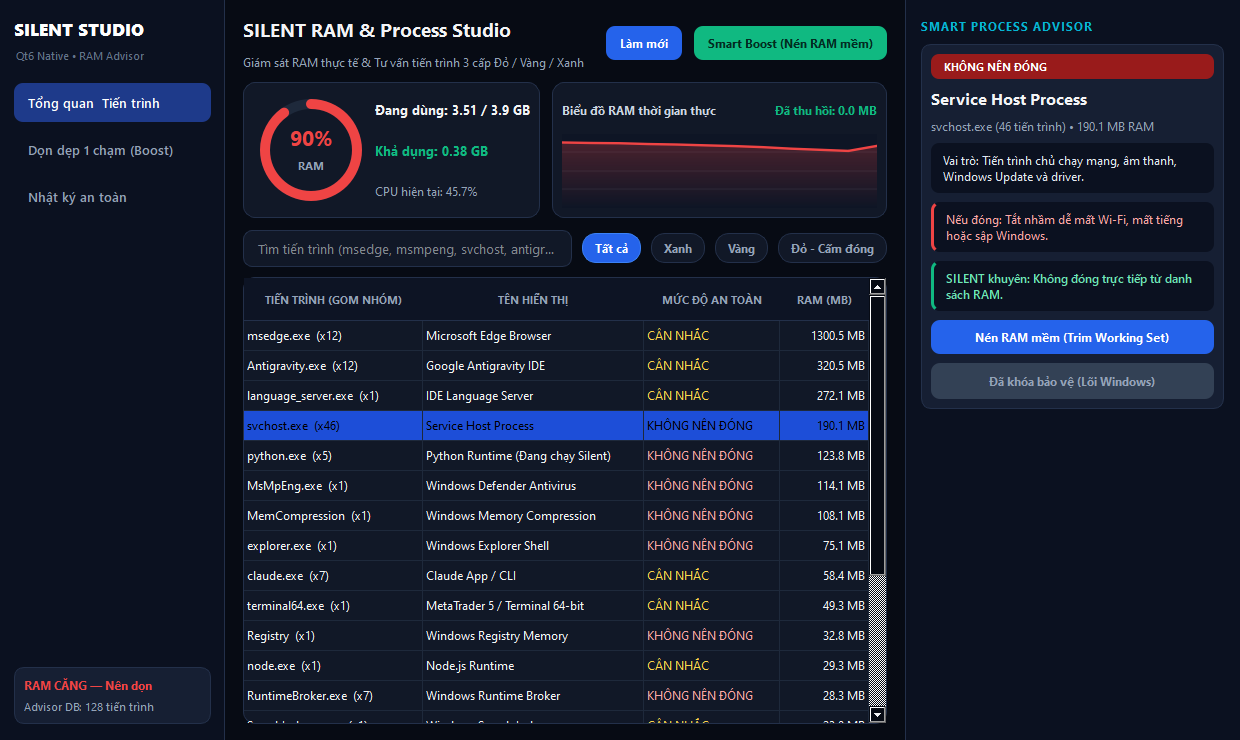 SILENT STUDIO
Qt6 Native • RAM Advisor
Tổng quan Tiến trình
Dọn dẹp 1 chạm (Boost)
Nhật ký an toàn
RAM CĂNG — Nên dọn
Advisor DB: 128 tiến trình
SILENT RAM & Process Studio
Giám sát RAM thực tế & Tư vấn tiến trình 3 cấp Đỏ / Vàng / Xanh
Làm mới
Smart Boost (Nén RAM mềm)
90%
RAM
Đang dùng: 3.51 / 3.9 GB
Khả dụng: 0.38 GB
CPU hiện tại: 45.7%
Biểu đồ RAM thời gian thực
Đã thu hồi: 0.0 MB
Tìm tiến trình (msedge, msmpeng, svchost, antigr...
Tất cả
Xanh
Vàng
Đỏ - Cấm đóng
TIẾN TRÌNH (GOM NHÓM) TÊN HIỂN THỊ MỨC ĐỘ AN TOÀN RAM (MB)
msedge.exe (x12) Microsoft Edge Browser CÂN NHẮC 1300.5 MB
Antigravity.exe (x12) Google Antigravity IDE CÂN NHẮC 320.5 MB
language_server.exe (x1) IDE Language Server CÂN NHẮC 272.1 MB
svchost.exe (x46) Service Host Process KHÔNG NÊN ĐÓNG 190.1 MB
python.exe (x5) Python Runtime (Đang chạy Silent) KHÔNG NÊN ĐÓNG 123.8 MB
MsMpEng.exe (x1) Windows Defender Antivirus KHÔNG NÊN ĐÓNG 114.1 MB
MemCompression (x1) Windows Memory Compression KHÔNG NÊN ĐÓNG 108.1 MB
explorer.exe (x1) Windows Explorer Shell KHÔNG NÊN ĐÓNG 75.1 MB
claude.exe (x7) Claude App / CLI CÂN NHẮC 58.4 MB
terminal64.exe (x1) MetaTrader 5 / Terminal 64-bit CÂN NHẮC 49.3 MB
Registry (x1) Windows Registry Memory KHÔNG NÊN ĐÓNG 32.8 MB
node.exe (x1) Node.js Runtime CÂN NHẮC 29.3 MB
RuntimeBroker.exe (x7) Windows Runtime Broker KHÔNG NÊN ĐÓNG 28.3 MB
SMART PROCESS ADVISOR
KHÔNG NÊN ĐÓNG
Service Host Process
svchost.exe (46 tiến trình) • 190.1 MB RAM
Vai trò: Tiến trình chủ chạy mạng, âm thanh,
Windows Update và driver.
Nếu đóng: Tắt nhầm dễ mất Wi-Fi, mất tiếng
hoặc sập Windows.
SILENT khuyên: Không đóng trực tiếp từ danh
sách RAM.
Nén RAM mềm (Trim Working Set)
Đã khóa bảo vệ (Lõi Windows)